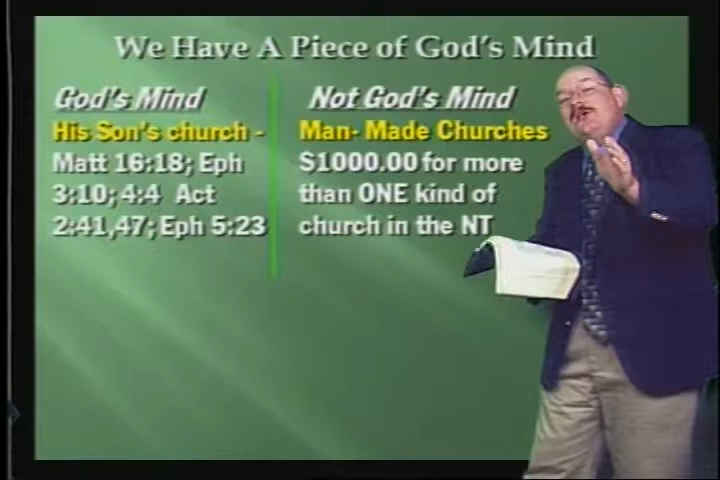 We Have A Piece of God's Mind
God's Mind
His Son's church -
Matt 16:18; Eph
3:10; 4:4 Act
2:41,47; Eph 5:23
Not God's Mind
Man- Made Churches
$1000.00 for more
than ONE kind of
church in the NT